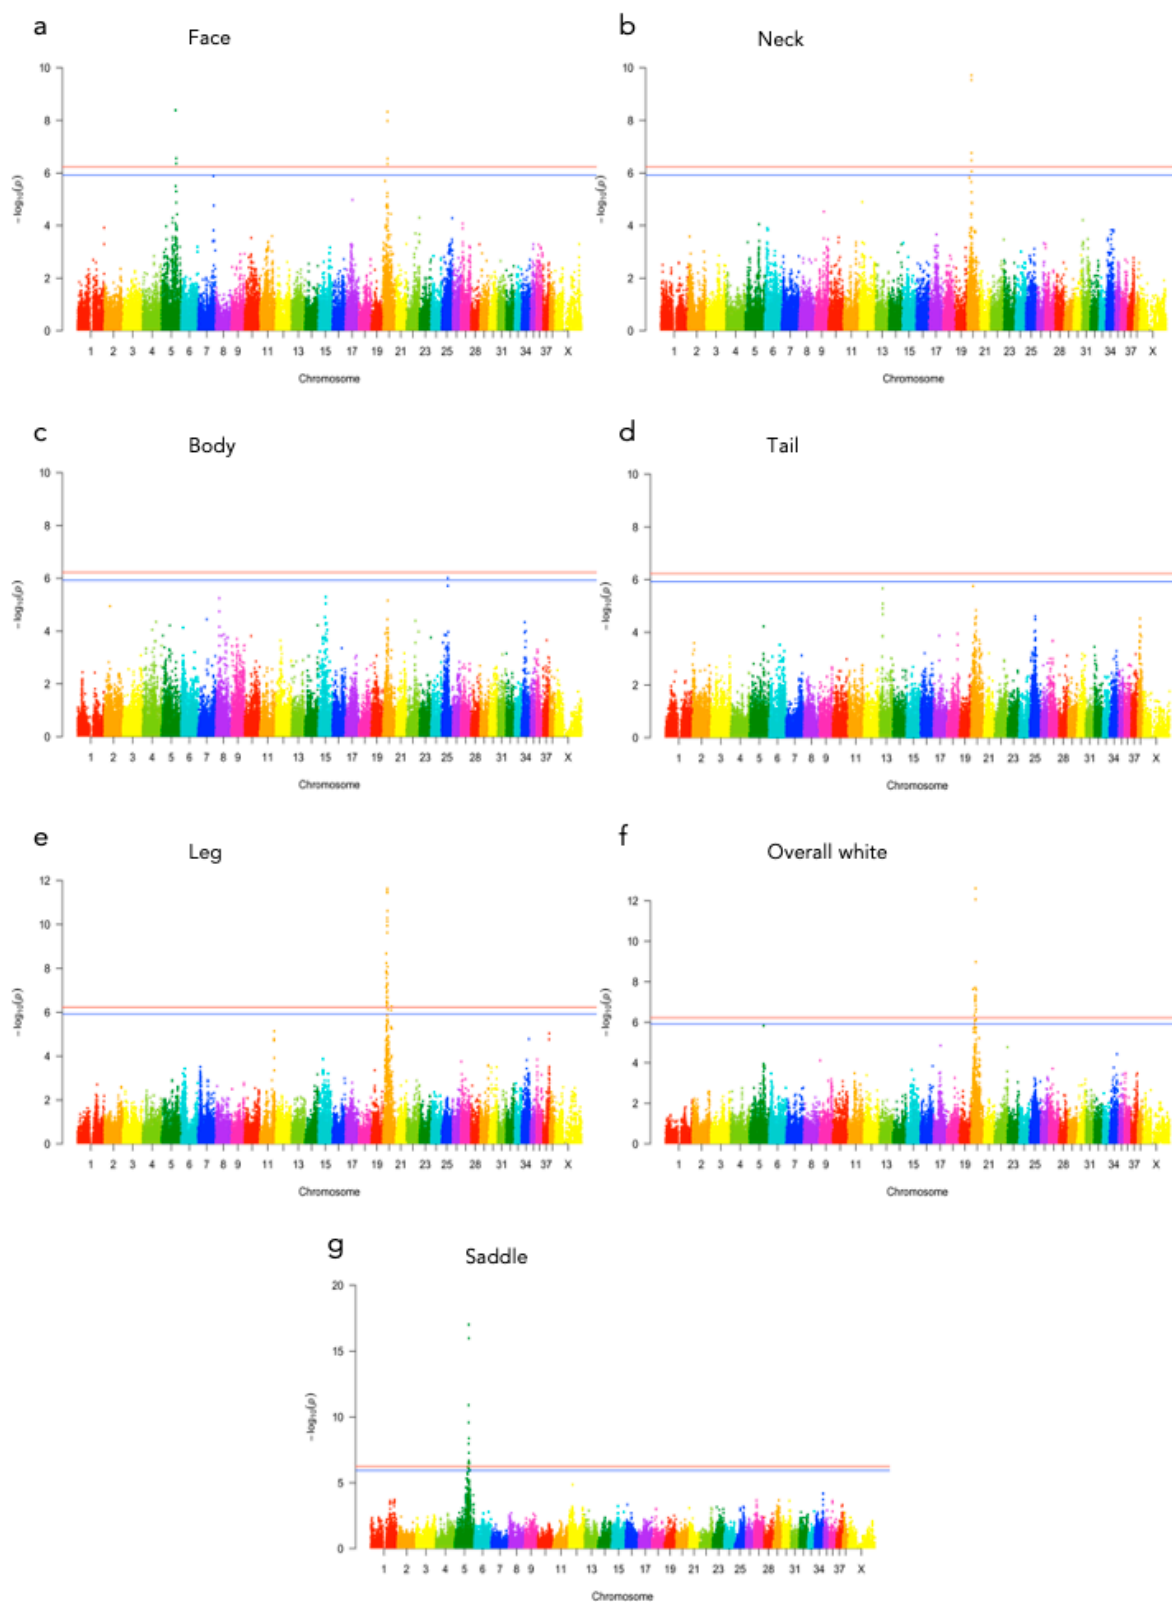 a Face
10
8
6
4
2
0
−log₁₀(p)
1 2 3 4 5 6 7 8 9 11 13 15 17 19 21 23 25 28 31 34 37 X
Chromosome
b Neck
10
8
6
4
2
0
−log₁₀(p)
1 2 3 4 5 6 7 8 9 11 13 15 17 19 21 23 25 28 31 34 37 X
Chromosome
c Body
10
8
6
4
2
0
−log₁₀(p)
1 2 3 4 5 6 7 8 9 11 13 15 17 19 21 23 25 28 31 34 37 X
Chromosome
d Tail
10
8
6
4
2
0
−log₁₀(p)
1 2 3 4 5 6 7 8 9 11 13 15 17 19 21 23 25 28 31 34 37 X
Chromosome
e Leg
12
10
8
6
4
2
0
−log₁₀(p)
1 2 3 4 5 6 7 8 9 11 13 15 17 19 21 23 25 28 31 34 37 X
Chromosome
f Overall white
12
10
8
6
4
2
0
−log₁₀(p)
1 2 3 4 5 6 7 8 9 11 13 15 17 19 21 23 25 28 31 34 37 X
Chromosome
g Saddle
20
15
10
5
0
−log₁₀(p)
1 2 3 4 5 6 7 8 9 11 13 15 17 19 21 23 25 28 31 34 37 X
Chromosome